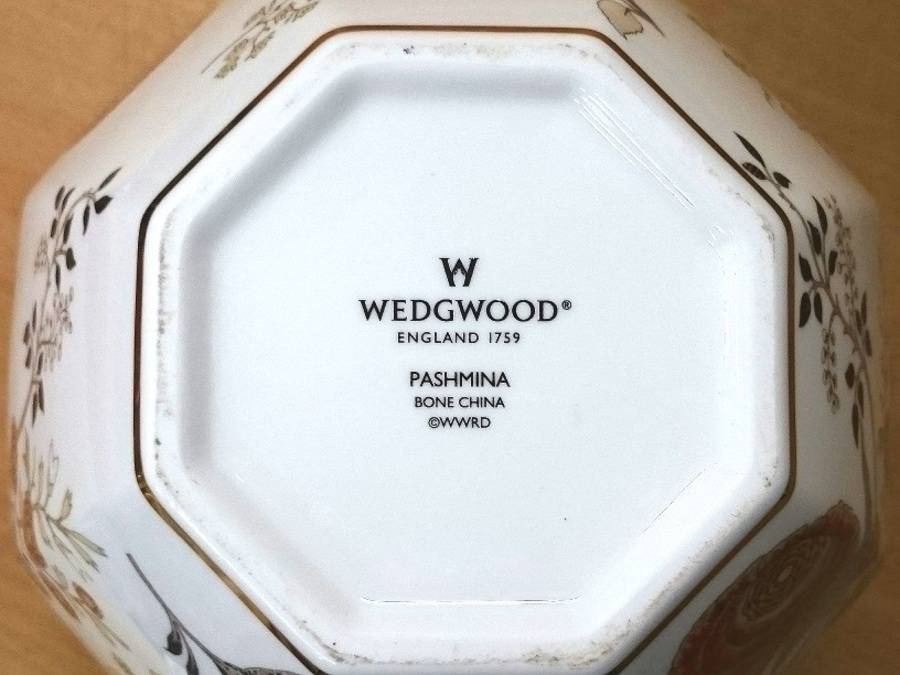 W
WEDGWOOD®
ENGLAND 1759
PASHMINA
BONE CHINA
©WWRD